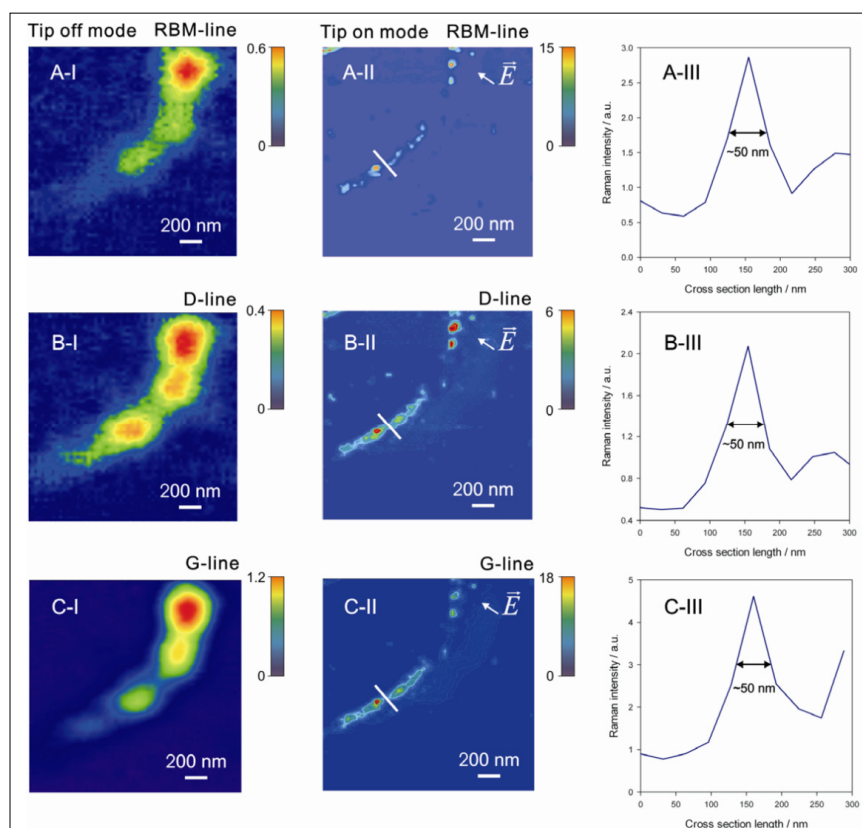 Tip off mode RBM-line
A-I
0.6
0
200 nm
Tip on mode RBM-line
A-II
E
15
0
200 nm
A-III
3.0
2.5
2.0
1.5
1.0
0.5
0.0
Raman intensity / a.u.
~50 nm
0 50 100 150 200 250 300
Cross section length / nm
D-line
B-I
0.4
0
200 nm
D-line
B-II
E
6
0
200 nm
B-III
2.4
2.0
1.6
1.2
0.8
0.4
Raman intensity / a.u.
~50 nm
0 50 100 150 200 250 300
Cross section length / nm
G-line
C-I
1.2
0
200 nm
G-line
C-II
E
18
0
200 nm
C-III
5
4
3
2
1
0
Raman intensity / a.u.
~50 nm
0 50 100 150 200 250 300
Cross section length / nm